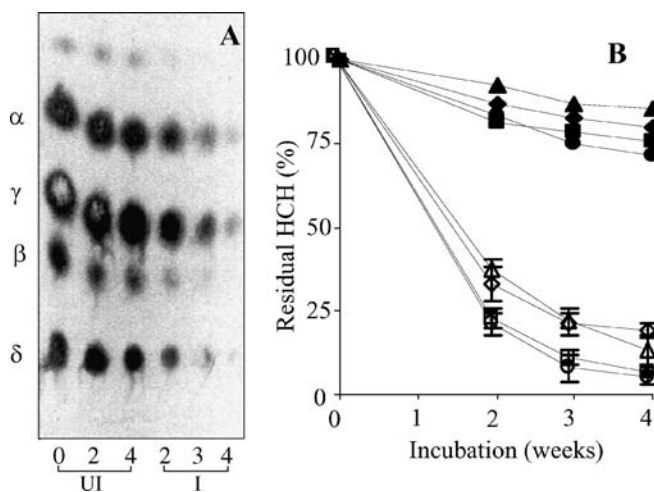 A
α
γ
β
δ
0 2 4 2 3 4
UI I
B
Residual HCH (%)
100
75
50
25
0
0 1 2 3 4
Incubation (weeks)